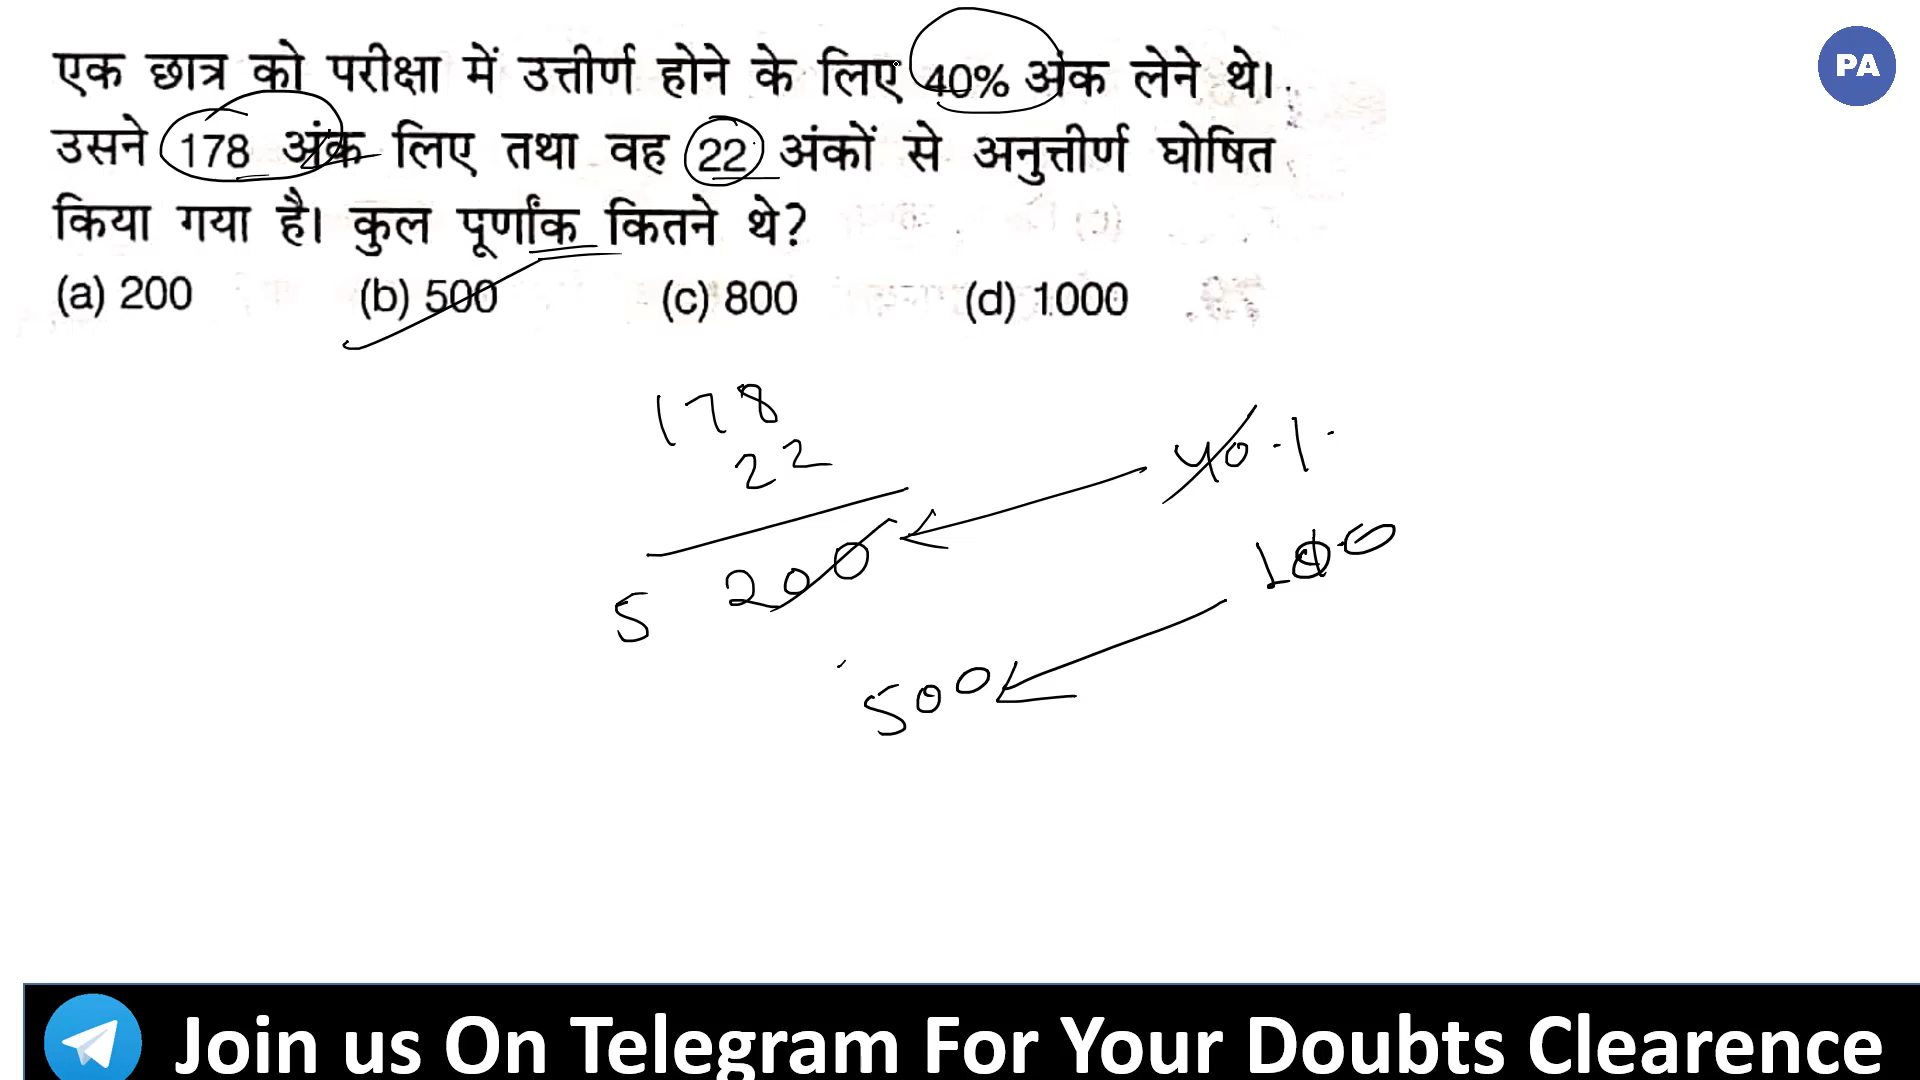 एक छात्र को परीक्षा में उत्तीर्ण होने के लिए 40% अंक लेने थे।
PA
उसने 178 अंक लिए तथा वह 22 अंकों से अनुत्तीर्ण घोषित
किया गया है। कुल पूर्णांक कितने थे?
(a) 200 (b) 500 (c) 800 (d) 1000
178
22
40%
200
100
5
500
Join us On Telegram For Your Doubts Clearence